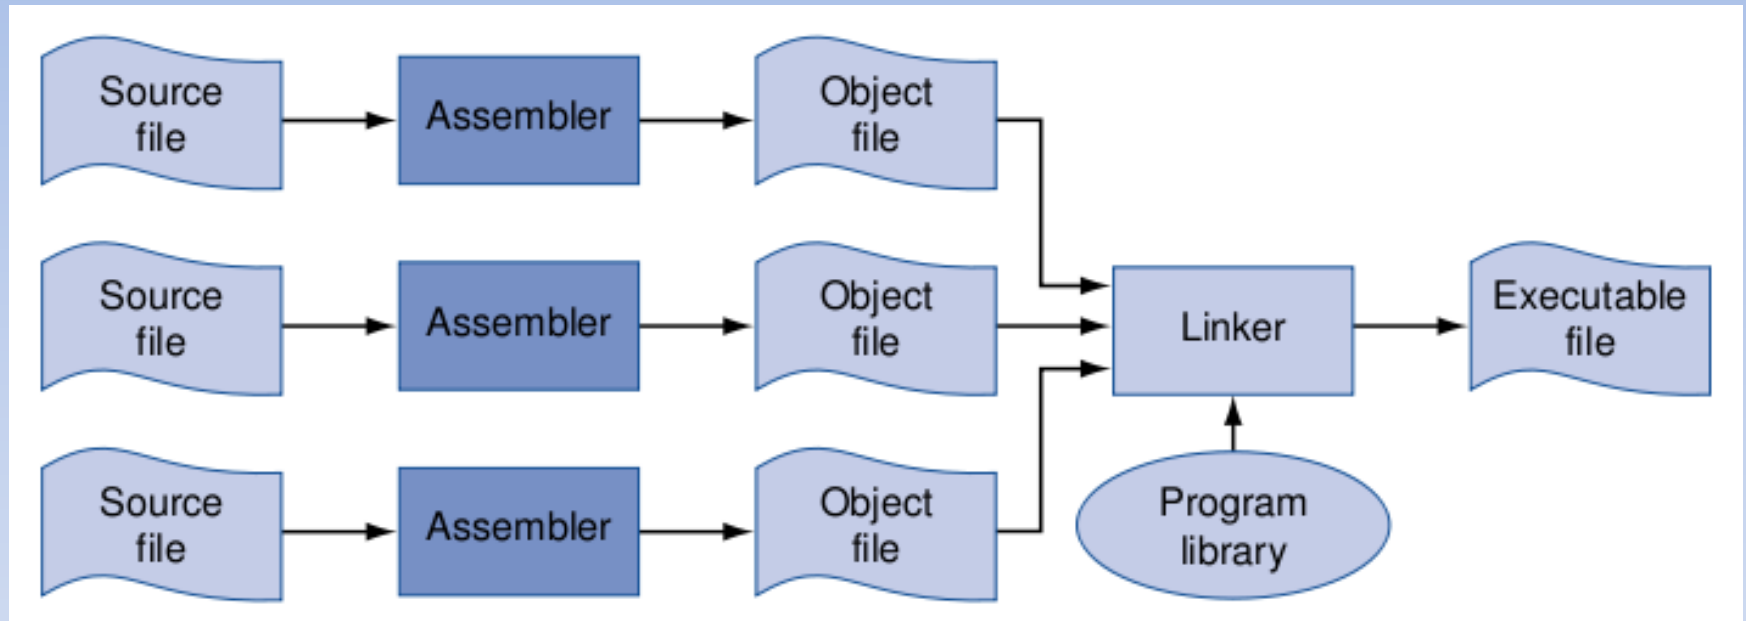 Source
file
Assembler
Object
file
Source
file
Assembler
Object
file
Linker
Executable
file
Source
file
Assembler
Object
file
Program
library